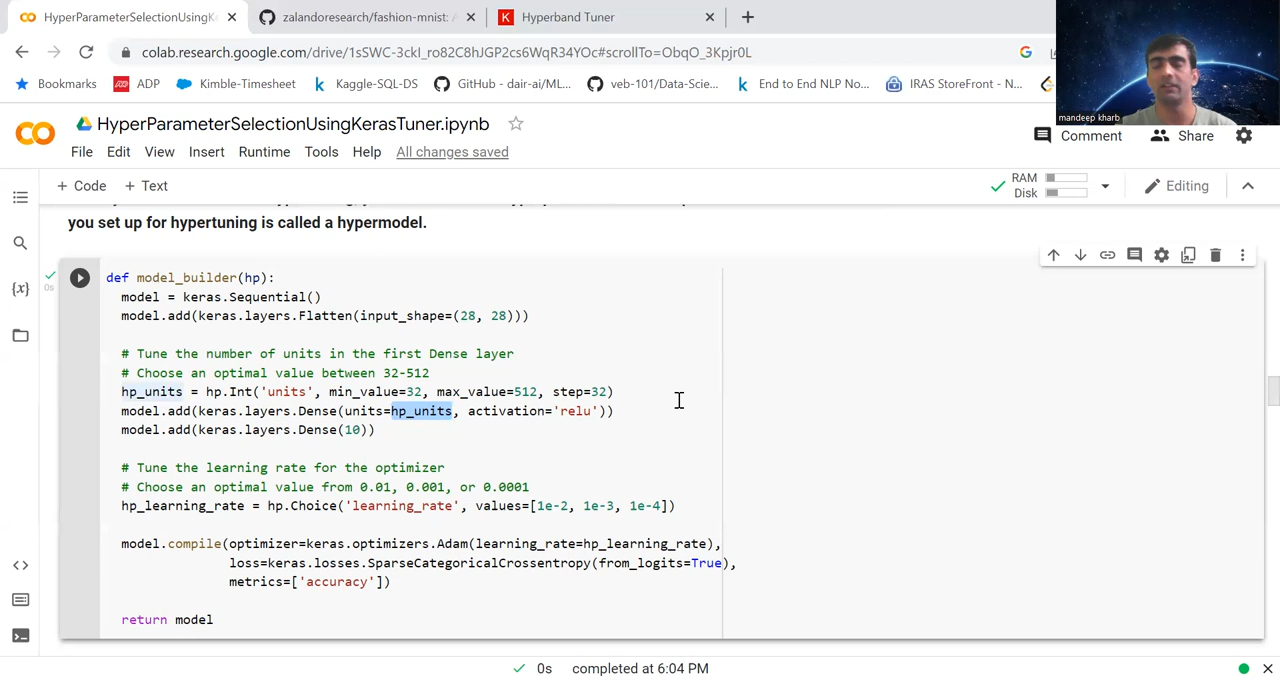 HyperParameterSelectionUsingKe
zalandoresearch/fashion-mnist: A
K Hyperband Tuner
colab.research.google.com/drive/1sSWC-3ckI_ro82C8hJGP2cs6WqR34YOc#scrollTo=ObqO_3Kpjr0L
Bookmarks ADP Kimble-Timesheet Kaggle-SQL-DS GitHub - dair-ai/ML... veb-101/Data-Scie... End to End NLP No... IRAS StoreFront - N...
mandeep kharb
HyperParameterSelectionUsingKerasTuner.ipynb
Comment Share
File Edit View Insert Runtime Tools Help All changes saved
+ Code + Text
RAM
Disk
Editing
you set up for hypertuning is called a hypermodel.
def model_builder(hp):
model = keras.Sequential()
model.add(keras.layers.Flatten(input_shape=(28, 28)))
# Tune the number of units in the first Dense layer
# Choose an optimal value between 32-512
hp_units = hp.Int('units', min_value=32, max_value=512, step=32)
model.add(keras.layers.Dense(units=hp_units, activation='relu'))
model.add(keras.layers.Dense(10))
# Tune the learning rate for the optimizer
# Choose an optimal value from 0.01, 0.001, or 0.0001
hp_learning_rate = hp.Choice('learning_rate', values=[1e-2, 1e-3, 1e-4])
model.compile(optimizer=keras.optimizers.Adam(learning_rate=hp_learning_rate),
loss=keras.losses.SparseCategoricalCrossentropy(from_logits=True),
metrics=['accuracy'])
return model
0s
{x}
0s completed at 6:04 PM